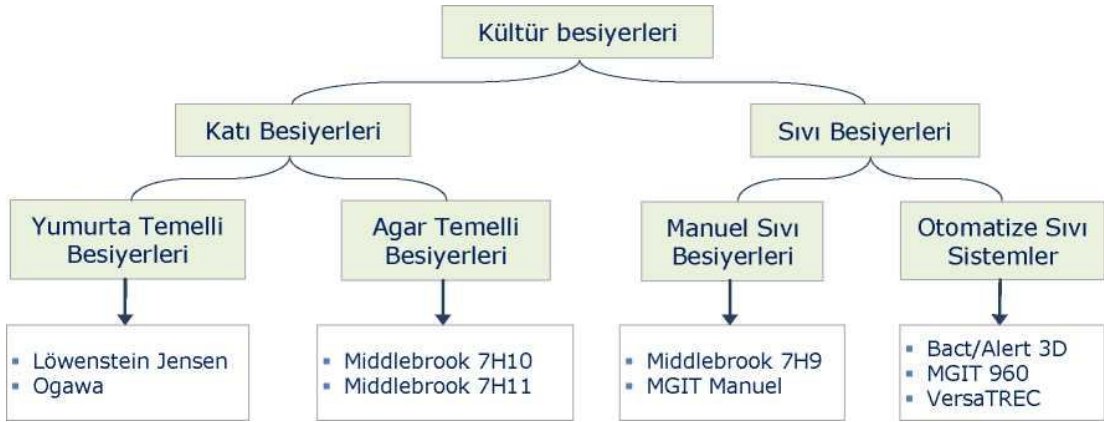 Kültür besiyerleri
Katı Besiyerleri
Sıvı Besiyerleri
Yumurta Temelli
Besiyerleri
Agar Temelli
Besiyerleri
Manuel Sıvı
Besiyerleri
Otomatize Sıvı
Sistemler
Löwenstein Jensen
Ogawa
Middlebrook 7H10
Middlebrook 7H11
Middlebrook 7H9
MGIT Manuel
Bact/Alert 3D
MGIT 960
VersaTREC